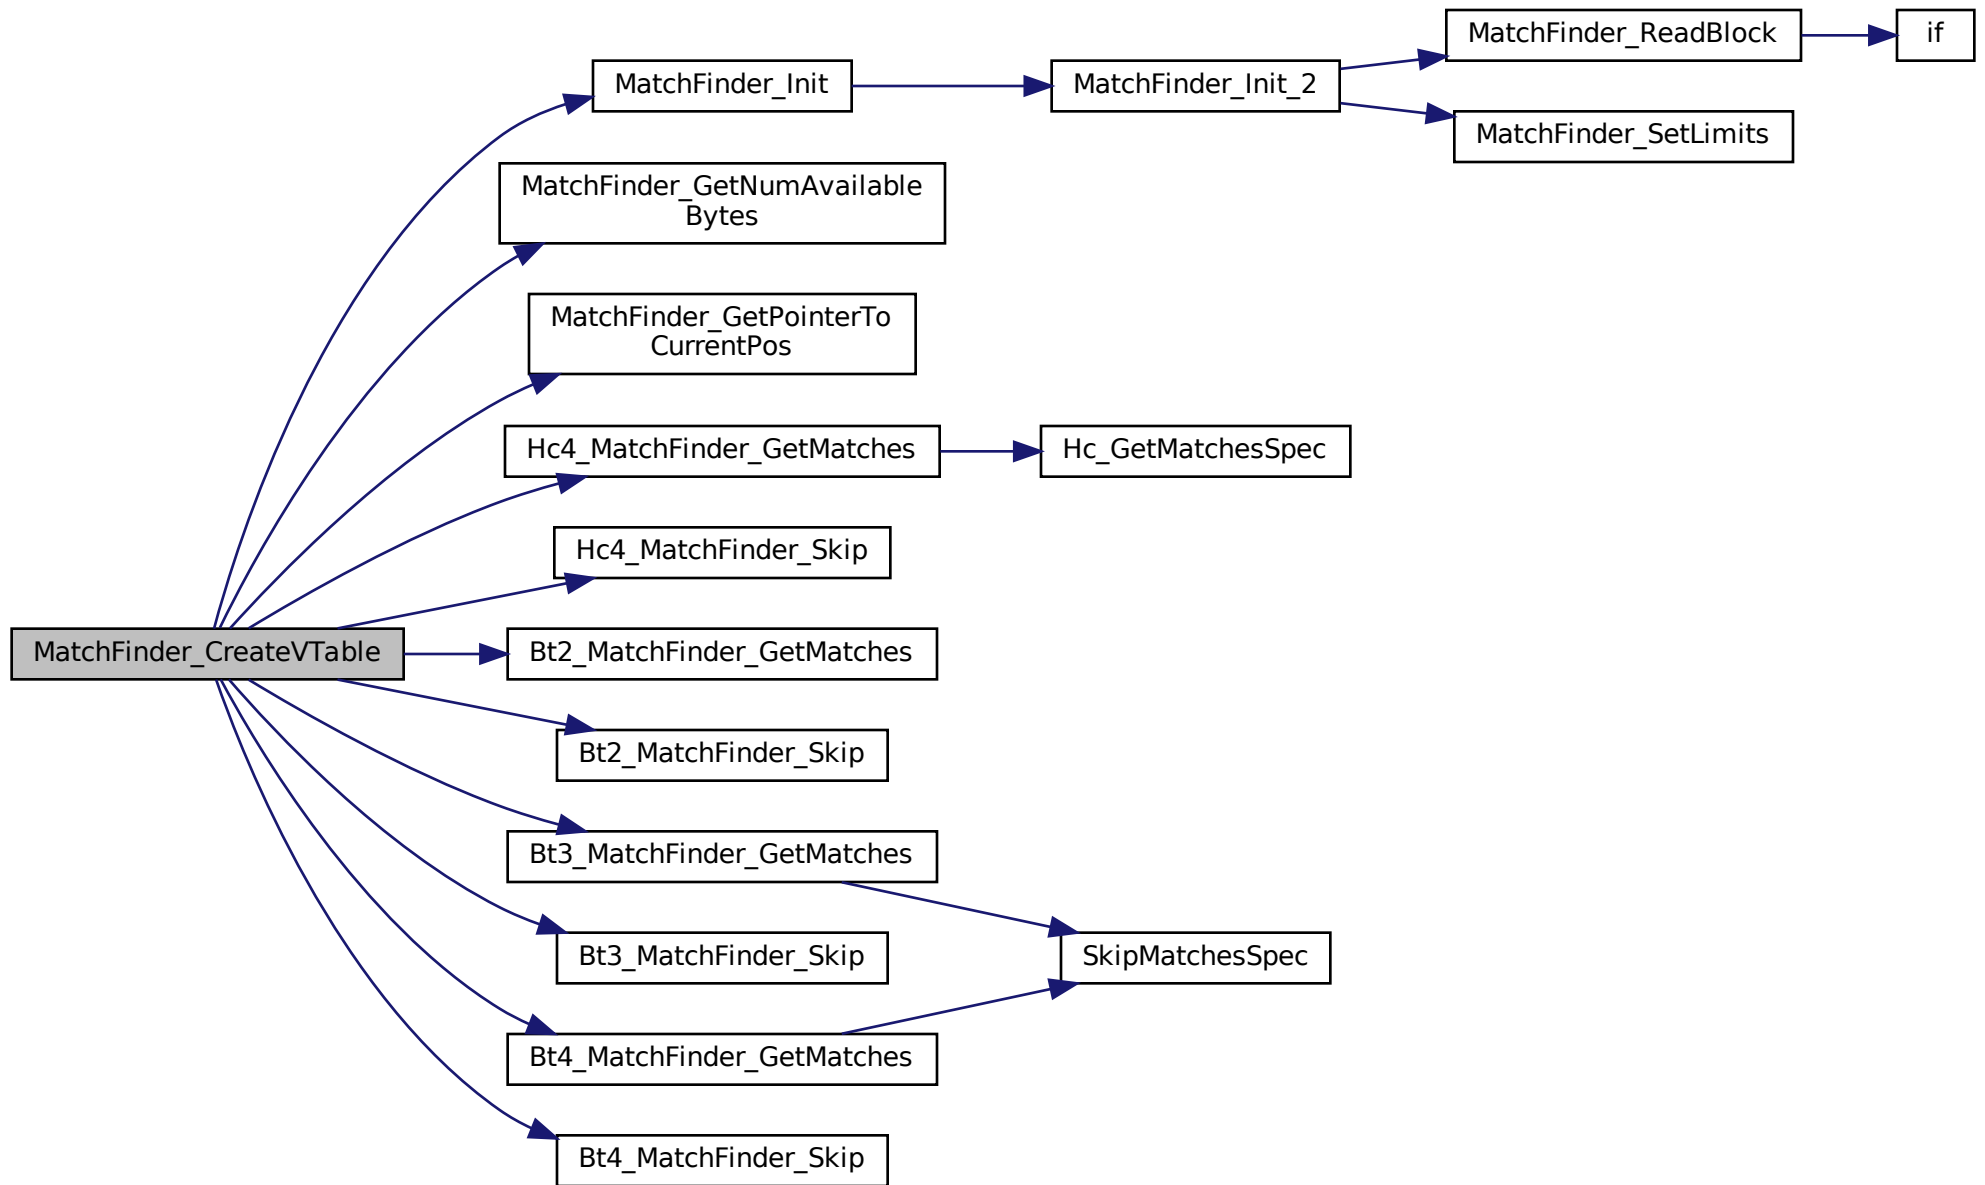 MatchFinder_ReadBlock
if
MatchFinder_Init
MatchFinder_Init_2
MatchFinder_SetLimits
MatchFinder_GetNumAvailable
Bytes
MatchFinder_GetPointerTo
CurrentPos
Hc4_MatchFinder_GetMatches
Hc_GetMatchesSpec
Hc4_MatchFinder_Skip
MatchFinder_CreateVTable
Bt2_MatchFinder_GetMatches
Bt2_MatchFinder_Skip
Bt3_MatchFinder_GetMatches
Bt3_MatchFinder_Skip
SkipMatchesSpec
Bt4_MatchFinder_GetMatches
Bt4_MatchFinder_Skip